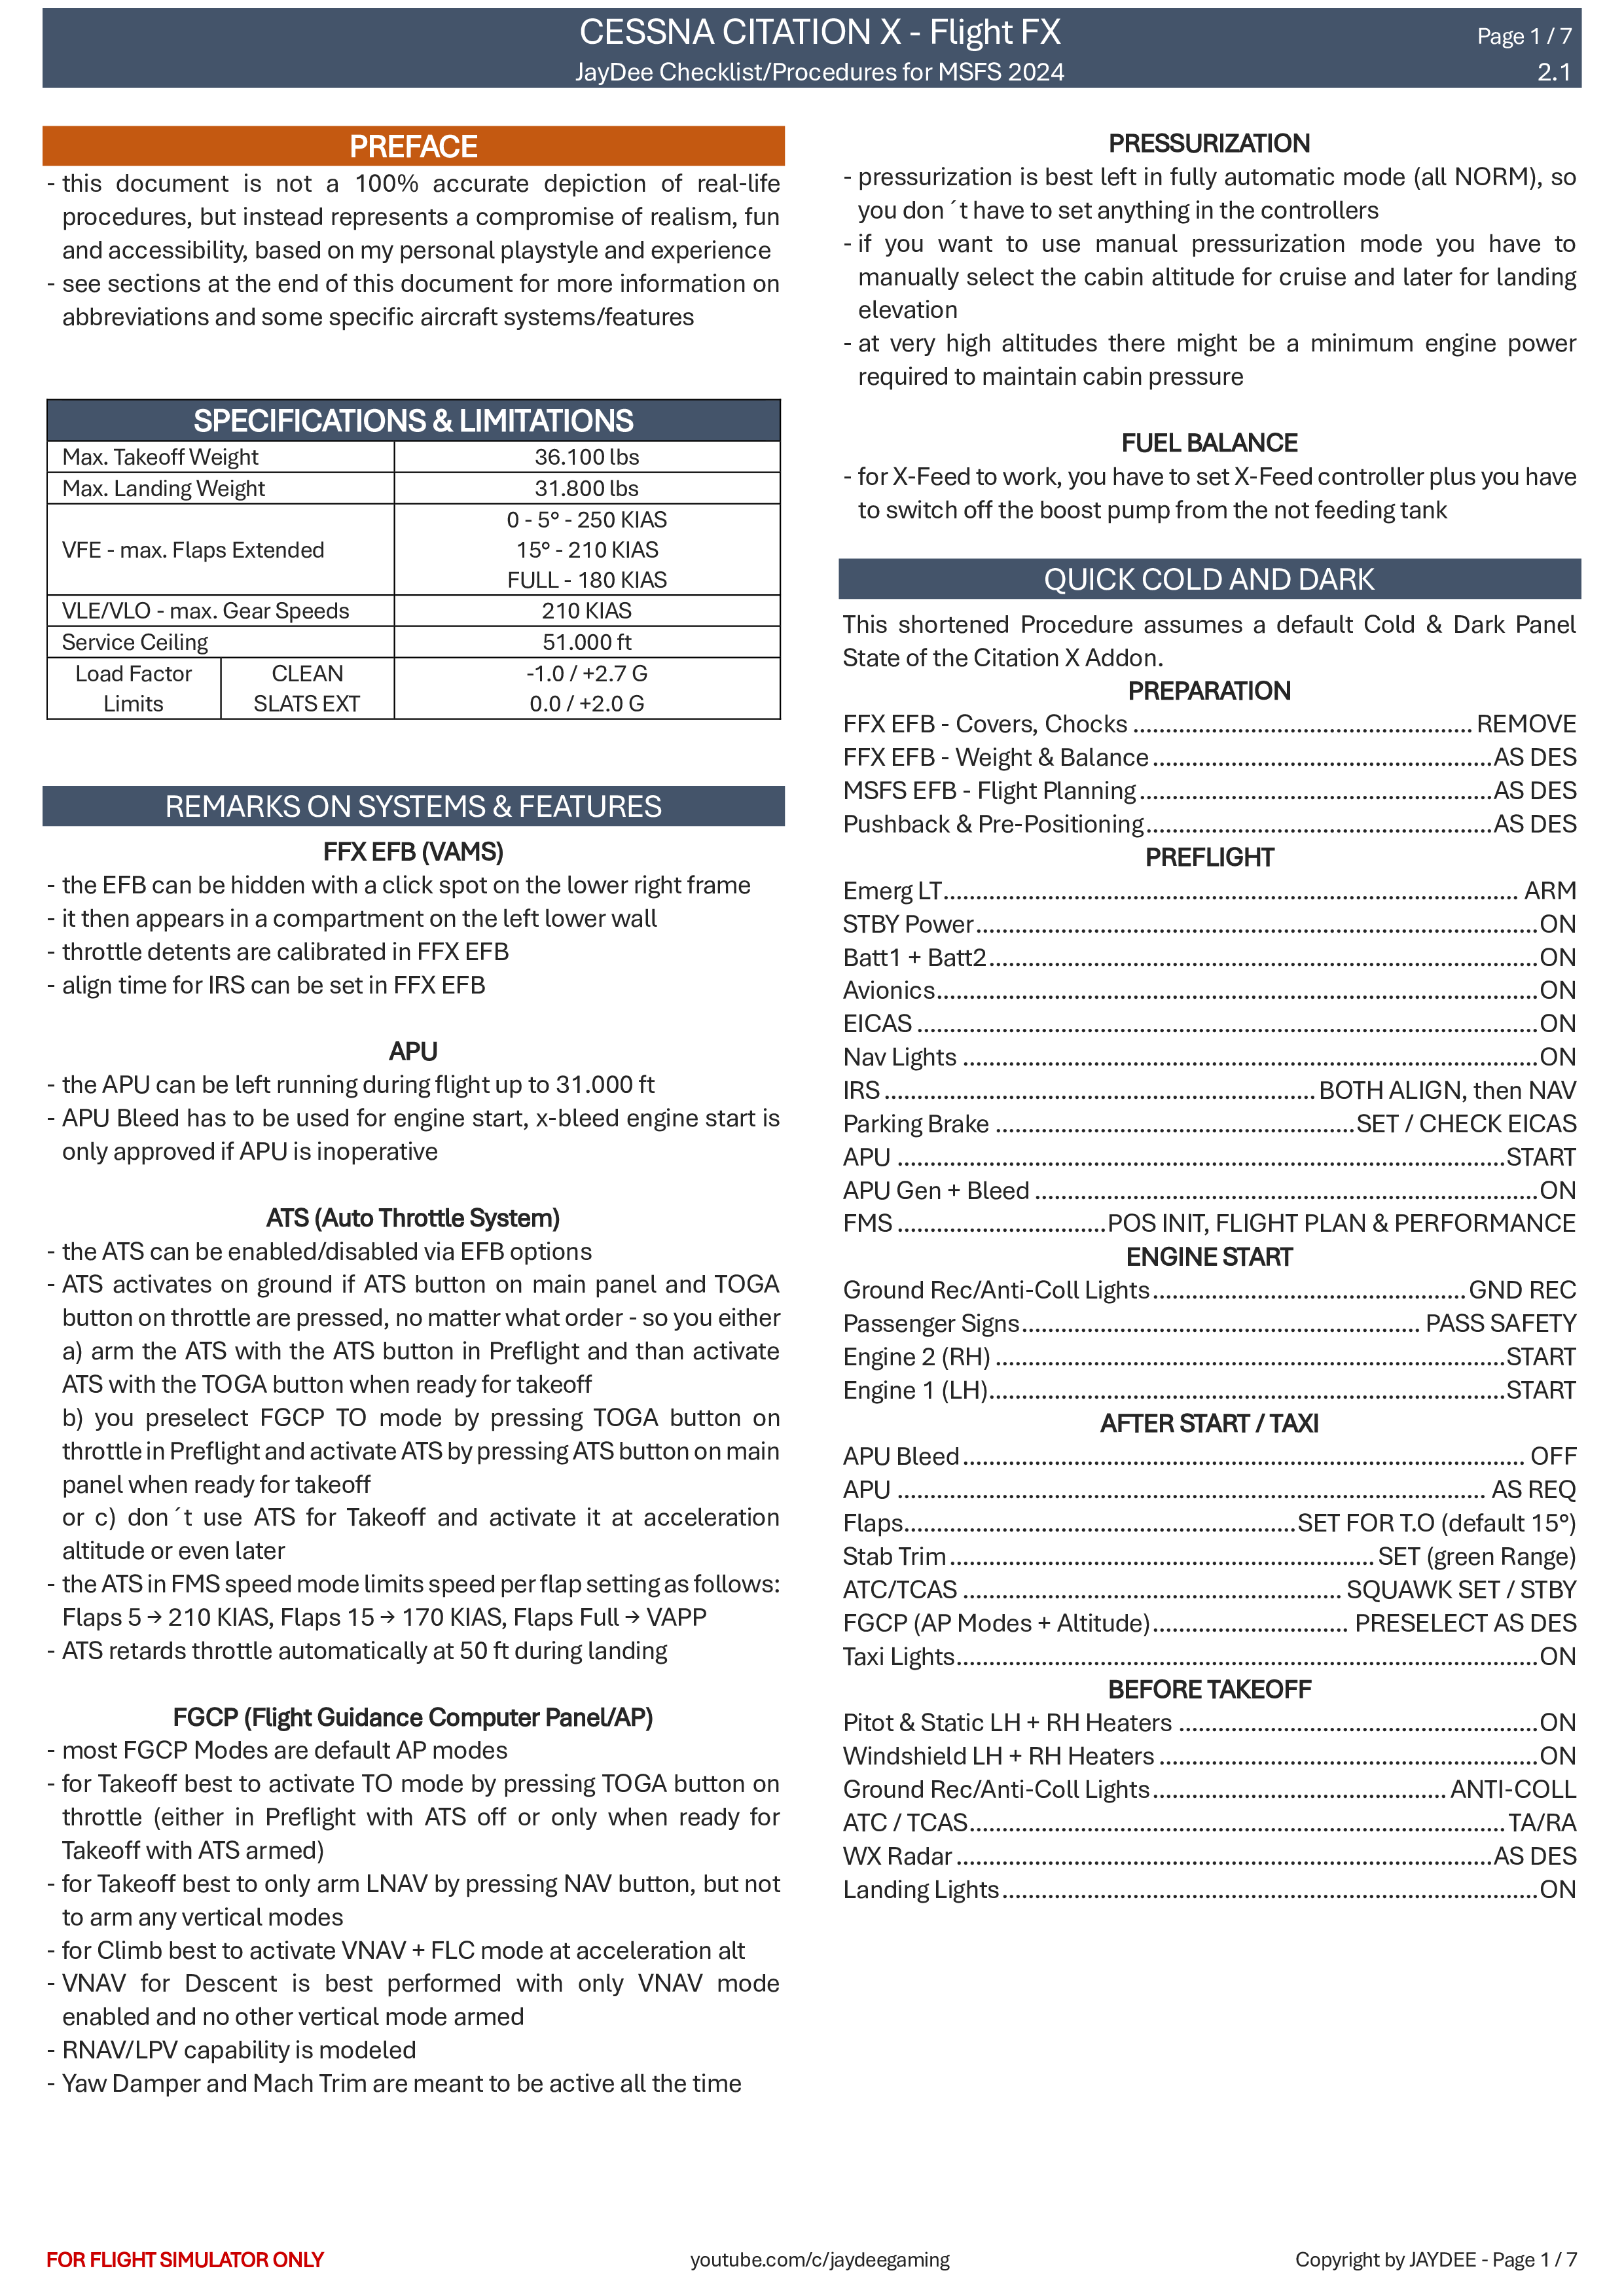 CESSNA CITATION X - Flight FX
Page 1 / 7
JayDee Checklist/Procedures for MSFS 2024
2.1
PREFACE
- this document is not a 100% accurate depiction of real-life
procedures, but instead represents a compromise of realism, fun
and accessibility, based on my personal playstyle and experience
- see sections at the end of this document for more information on
abbreviations and some specific aircraft systems/features
SPECIFICATIONS & LIMITATIONS
Max. Takeoff Weight 36.100 lbs
Max. Landing Weight 31.800 lbs
VFE - max. Flaps Extended
0 - 5° - 250 KIAS
15° - 210 KIAS
FULL - 180 KIAS
VLE/VLO - max. Gear Speeds 210 KIAS
Service Ceiling 51.000 ft
Load Factor CLEAN -1.0 / +2.7 G
Limits SLATS EXT 0.0 / +2.0 G
REMARKS ON SYSTEMS & FEATURES
FFX EFB (VAMS)
- the EFB can be hidden with a click spot on the lower right frame
- it then appears in a compartment on the left lower wall
- throttle detents are calibrated in FFX EFB
- align time for IRS can be set in FFX EFB
APU
- the APU can be left running during flight up to 31.000 ft
- APU Bleed has to be used for engine start, x-bleed engine start is
only approved if APU is inoperative
ATS (Auto Throttle System)
- the ATS can be enabled/disabled via EFB options
- ATS activates on ground if ATS button on main panel and TOGA
button on throttle are pressed, no matter what order - so you either
a) arm the ATS with the ATS button in Preflight and than activate
ATS with the TOGA button when ready for takeoff
b) you preselect FGCP TO mode by pressing TOGA button on
throttle in Preflight and activate ATS by pressing ATS button on main
panel when ready for takeoff
or c) don´t use ATS for Takeoff and activate it at acceleration
altitude or even later
- the ATS in FMS speed mode limits speed per flap setting as follows:
Flaps 5 → 210 KIAS, Flaps 15 → 170 KIAS, Flaps Full → VAPP
- ATS retards throttle automatically at 50 ft during landing
FGCP (Flight Guidance Computer Panel/AP)
- most FGCP Modes are default AP modes
- for Takeoff best to activate TO mode by pressing TOGA button on
throttle (either in Preflight with ATS off or only when ready for
Takeoff with ATS armed)
- for Takeoff best to only arm LNAV by pressing NAV button, but not
to arm any vertical modes
- for Climb best to activate VNAV + FLC mode at acceleration alt
- VNAV for Descent is best performed with only VNAV mode
enabled and no other vertical mode armed
- RNAV/LPV capability is modeled
- Yaw Damper and Mach Trim are meant to be active all the time
PRESSURIZATION
- pressurization is best left in fully automatic mode (all NORM), so
you don´t have to set anything in the controllers
- if you want to use manual pressurization mode you have to
manually select the cabin altitude for cruise and later for landing
elevation
- at very high altitudes there might be a minimum engine power
required to maintain cabin pressure
FUEL BALANCE
- for X-Feed to work, you have to set X-Feed controller plus you have
to switch off the boost pump from the not feeding tank
QUICK COLD AND DARK
This shortened Procedure assumes a default Cold & Dark Panel
State of the Citation X Addon.
PREPARATION
FFX EFB - Covers, Chocks ........ REMOVE
FFX EFB - Weight & Balance ........ AS DES
MSFS EFB - Flight Planning ........ AS DES
Pushback & Pre-Positioning ........ AS DES
PREFLIGHT
Emerg LT ........ ARM
STBY Power ........ ON
Batt1 + Batt2 ........ ON
Avionics ........ ON
EICAS ........ ON
Nav Lights ........ ON
IRS ........ BOTH ALIGN, then NAV
Parking Brake ........ SET / CHECK EICAS
APU ........ START
APU Gen + Bleed ........ ON
FMS ........ POS INIT, FLIGHT PLAN & PERFORMANCE
ENGINE START
Ground Rec/Anti-Coll Lights ........ GND REC
Passenger Signs ........ PASS SAFETY
Engine 2 (RH) ........ START
Engine 1 (LH) ........ START
AFTER START / TAXI
APU Bleed ........ OFF
APU ........ AS REQ
Flaps ........ SET FOR T.O (default 15°)
Stab Trim ........ SET (green Range)
ATC/TCAS ........ SQUAWK SET / STBY
FGCP (AP Modes + Altitude) ........ PRESELECT AS DES
Taxi Lights ........ ON
BEFORE TAKEOFF
Pitot & Static LH + RH Heaters ........ ON
Windshield LH + RH Heaters ........ ON
Ground Rec/Anti-Coll Lights ........ ANTI-COLL
ATC / TCAS ........ TA/RA
WX Radar ........ AS DES
Landing Lights ........ ON
FOR FLIGHT SIMULATOR ONLY
youtube.com/c/jaydeegaming
Copyright by JAYDEE - Page 1 / 7